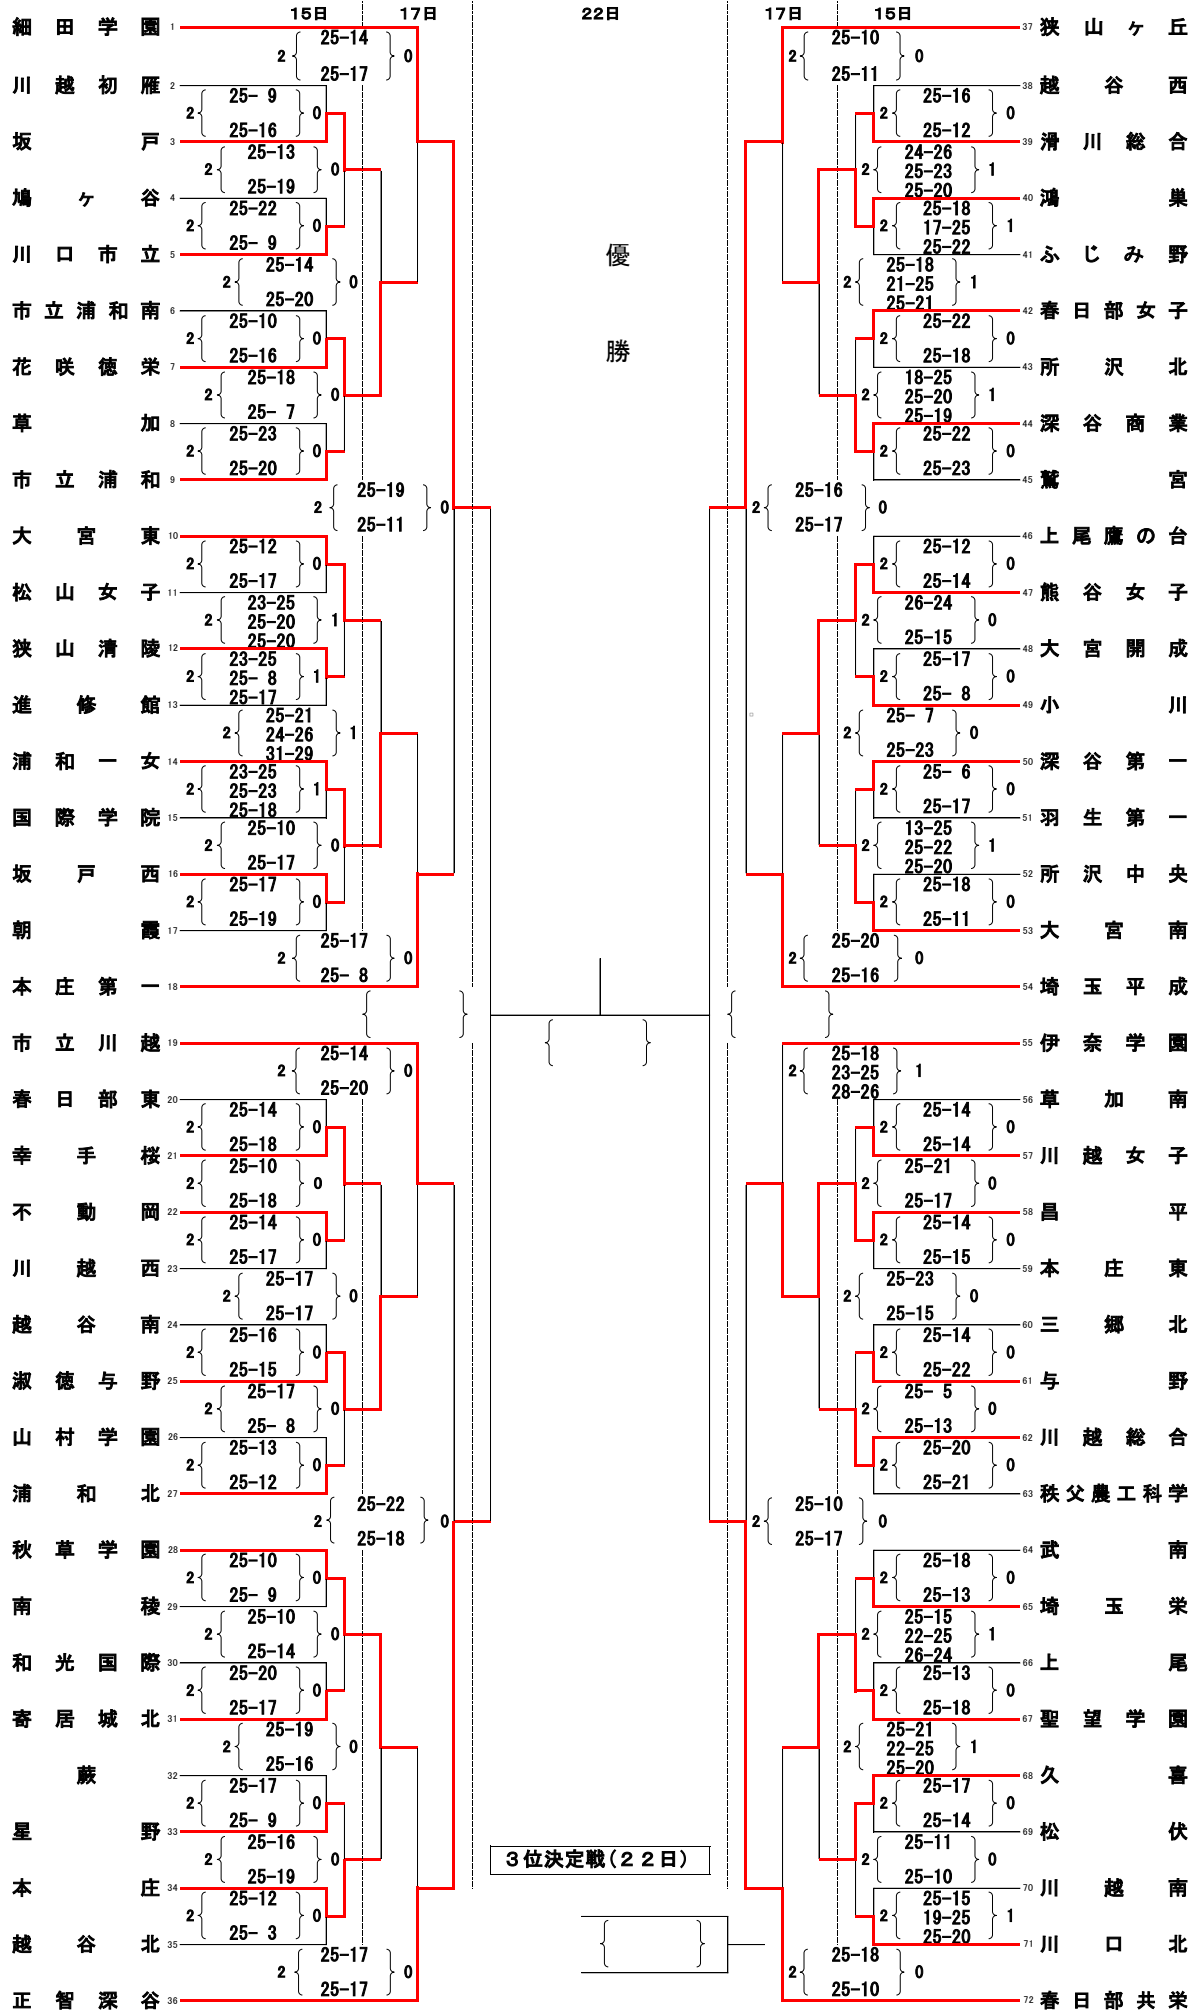 15日 17日 22日 17日 15日
細田学園 1
川越初雁 2
坂戸 3
鳩ヶ谷 4
川口市立 5
市立浦和南 6
花咲徳栄 7
草加 8
市立浦和 9
大宮東 10
松山女子 11
狭山清陵 12
進修館 13
浦和一女 14
国際学院 15
坂戸西 16
朝霞 17
本庄第一 18
市立川越 19
春日部東 20
幸手桜 21
不動岡 22
川越西 23
越谷南 24
淑徳与野 25
山村学園 26
浦和北 27
秋草学園 28
南稜 29
和光国際 30
寄居城北 31
蕨 32
星野 33
本庄 34
越谷北 35
正智深谷 36
2 25-14 0
25-17
2 25- 9 0
25-16
2 25-13 0
25-19
2 25-22 0
25- 9
2 25-14 0
25-20
2 25-10 0
25-16
2 25-18 0
25- 7
2 25-23 0
25-20
2 25-19 0
25-11
2 25-12 0
25-17
2 23-25 1
25-20
25-20
2 23-25 1
25- 8
25-17
2 25-21 1
24-26
31-29
2 23-25 1
25-23
25-18
2 25-10 0
25-17
2 25-17 0
25-19
2 25-17 0
25- 8
2 25-14 0
25-20
2 25-14 0
25-18
2 25-10 0
25-18
2 25-14 0
25-17
2 25-17 0
25-17
2 25-16 0
25-15
2 25-17 0
25- 8
2 25-13 0
25-12
2 25-22 0
25-18
2 25-10 0
25- 9
2 25-10 0
25-14
2 25-20 0
25-17
2 25-19 0
25-16
2 25-17 0
25- 9
2 25-16 0
25-19
2 25-12 0
25- 3
2 25-17 0
25-17
優
勝
3位決定戦(22日)
2 25-10 0
25-11
2 25-16 0
25-12
2 24-26 1
25-23
25-20
2 25-18 1
17-25
25-22
2 25-18 1
21-25
25-21
2 25-22 0
25-18
2 18-25 1
25-20
25-19
2 25-22 0
25-23
2 25-16 0
25-17
2 25-12 0
25-14
2 26-24 0
25-15
2 25-17 0
25- 8
2 25- 7 0
25-23
2 25- 6 0
25-17
2 13-25 1
25-22
25-20
2 25-18 0
25-11
2 25-20 0
25-16
2 25-18 1
23-25
28-26
2 25-14 0
25-14
2 25-21 0
25-17
2 25-14 0
25-15
2 25-23 0
25-15
2 25-14 0
25-22
2 25- 5 0
25-13
2 25-20 0
25-21
2 25-10 0
25-17
2 25-18 0
25-13
2 25-15 1
22-25
26-24
2 25-13 0
25-18
2 25-21 1
22-25
25-20
2 25-17 0
25-14
2 25-11 0
25-10
2 25-15 1
19-25
25-20
2 25-18 0
25-10
37 狭山ヶ丘
38 越谷西
39 滑川総合
40 鴻巣
41 ふじみ野
42 春日部女子
43 所沢北
44 深谷商業
45 鷲宮
46 上尾鷹の台
47 熊谷女子
48 大宮開成
49 小川
50 深谷第一
51 羽生第一
52 所沢中央
53 大宮南
54 埼玉平成
55 伊奈学園
56 草加南
57 川越女子
58 昌平
59 本庄東
60 三郷北
61 与野
62 川越総合
63 秩父農工科学
64 武南
65 埼玉栄
66 上尾
67 聖望学園
68 久喜
69 松伏
70 川越南
71 川口北
72 春日部共栄